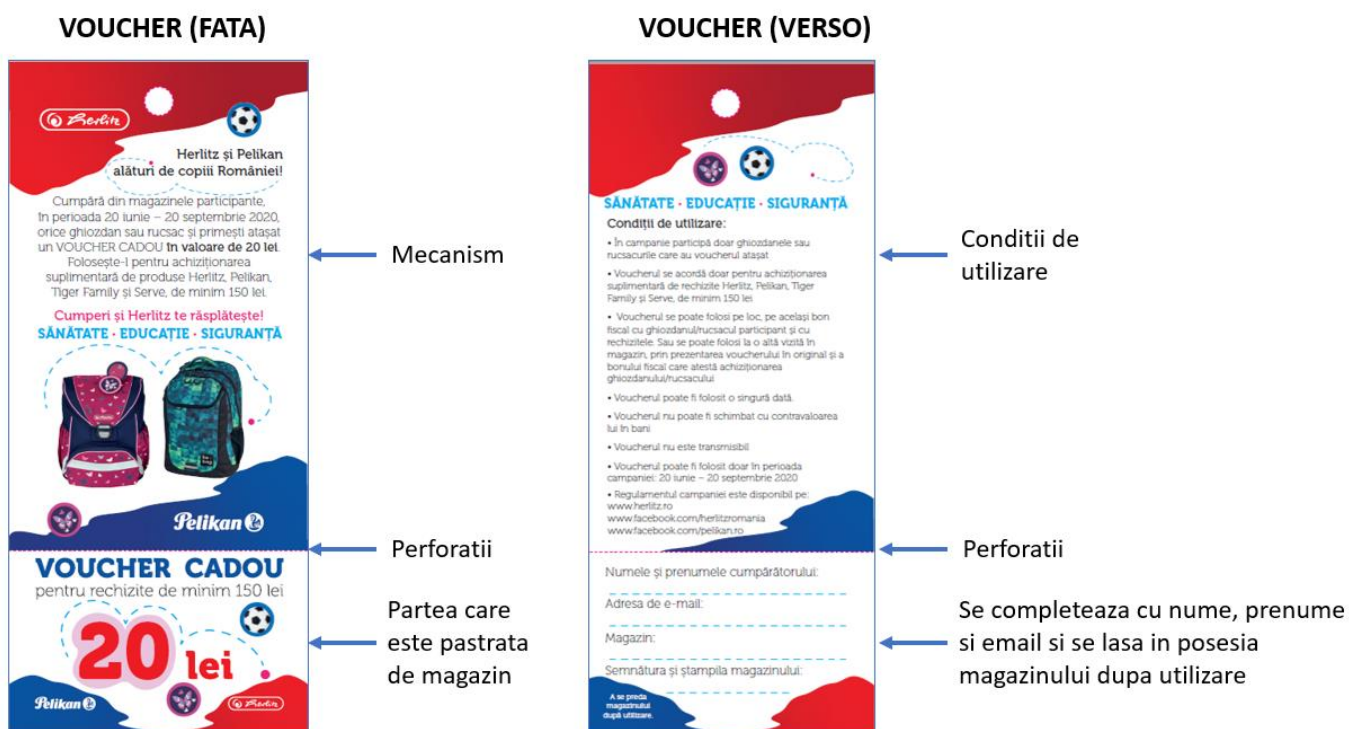 VOUCHER (FATA)
Herlitz
Herlitz și Pelikan
alături de copiii României!
Cumpără din magazinele participante,
în perioada 20 iunie – 20 septembrie 2020,
orice ghiozdan sau rucsac și primești atașat
un VOUCHER CADOU în valoare de 20 lei.
Folosește-l pentru achiziționarea
suplimentară de produse Herlitz, Pelikan,
Tiger Family și Serve, de minim 150 lei.
Cumperi și Herlitz te răsplătește!
SĂNĂTATE · EDUCAȚIE · SIGURANȚĂ
Pelikan
VOUCHER CADOU
pentru rechizite de minim 150 lei
20 lei
Pelikan
Herlitz
Mecanism
Perforatii
Partea care
este pastrata
de magazin
VOUCHER (VERSO)
SĂNĂTATE · EDUCAȚIE · SIGURANȚĂ
Condiții de utilizare:
• În campanie participă doar ghiozdanele sau
rucsacurile care au voucherul atașat
• Voucherul se acordă doar pentru achiziționarea
suplimentară de rechizite Herlitz, Pelikan, Tiger
Family și Serve, de minim 150 lei
• Voucherul se poate folosi pe loc, pe același bon
fiscal cu ghiozdanul/rucsacul participant și cu
rechizitele. Sau se poate folosi la o altă vizită în
magazin, prin prezentarea voucherului în original și a
bonului fiscal care atestă achiziționarea
ghiozdanului/rucsacului
• Voucherul poate fi folosit o singură dată.
• Voucherul nu poate fi schimbat cu contravaloarea
lui în bani
• Voucherul nu este transmisibil
• Voucherul poate fi folosit doar în perioada
campaniei: 20 iunie – 20 septembrie 2020
• Regulamentul campaniei este disponibil pe:
www.herlitz.ro
www.facebook.com/herlitzromania
www.facebook.com/pelikan.ro
Numele și prenumele cumpărătorului:
Adresa de e-mail:
Magazin:
Semnătura și ștampila magazinului:
A se preda
magazinului
după utilizare.
Conditii de
utilizare
Perforatii
Se completeaza cu nume, prenume
si email si se lasa in posesia
magazinului dupa utilizare